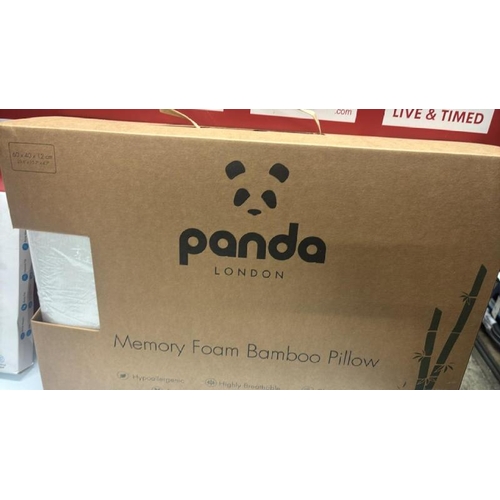 .com
LIVE & TIMED
panda
LONDON
Memory Foam Bamboo Pillow
Hypoallergenic
Highly Breathable